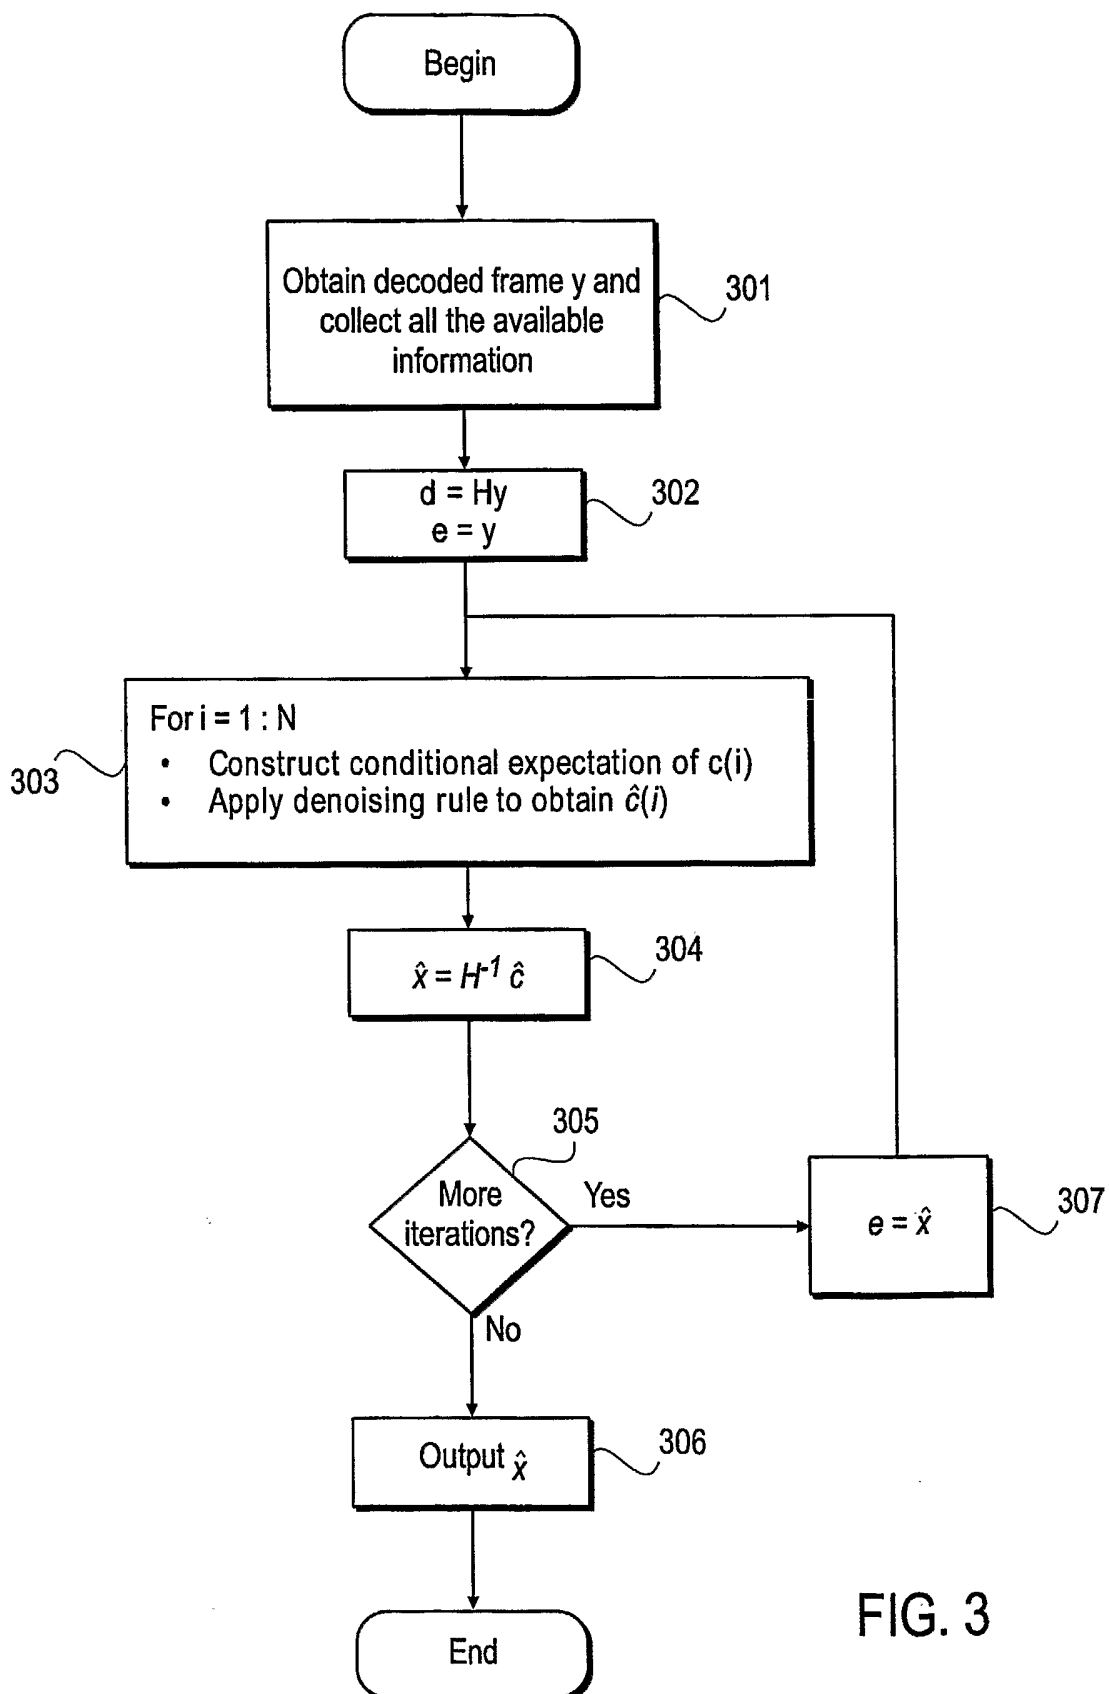 Begin
Obtain decoded frame y and
collect all the available
information
301
d = Hy
e = y
302
For i = 1 : N
• Construct conditional expectation of c(i)
• Apply denoising rule to obtain ĉ(i)
303
x̂ = H⁻¹ ĉ
304
305
More
iterations?
Yes
e = x̂
307
No
Output x̂
306
End
FIG. 3